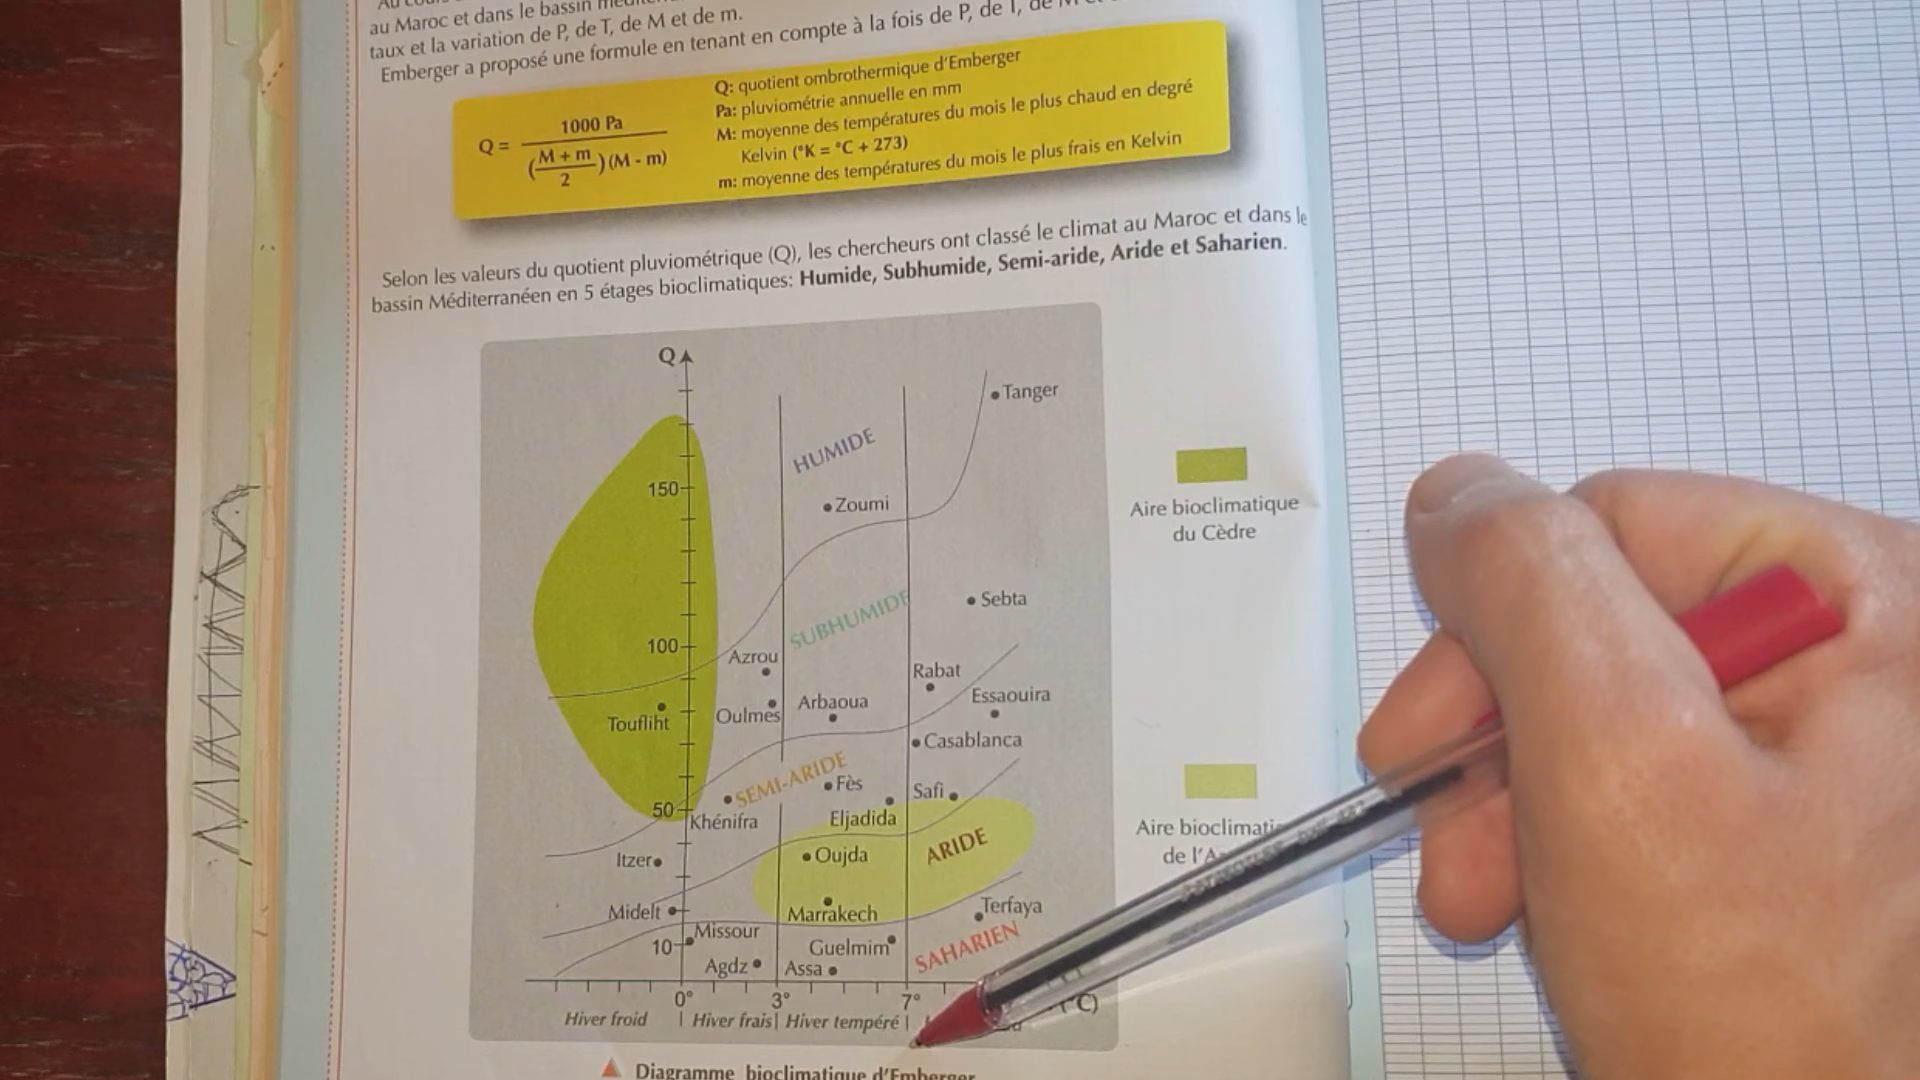 au Maroc et dans le bassin
taux et la variation de P, de T, de M et de m.
Emberger a proposé une formule en tenant en compte à la fois de P, de T, de
Q = 1000 Pa / (M + m / 2) (M - m)
Q: quotient ombrothermique d'Emberger
Pa: pluviométrie annuelle en mm
M: moyenne des températures du mois le plus chaud en degré
Kelvin (°K = °C + 273)
m: moyenne des températures du mois le plus frais en Kelvin
Selon les valeurs du quotient pluviométrique (Q), les chercheurs ont classé le climat au Maroc et dans le
bassin Méditerranéen en 5 étages bioclimatiques: Humide, Subhumide, Semi-aride, Aride et Saharien.
Q
Tanger
HUMIDE
150
Zoumi
Aire bioclimatique
du Cèdre
SUBHUMIDE
Sebta
100
Azrou
Rabat
Toufliht
Oulmes
Arbaoua
Essaouira
Casablanca
SEMI-ARIDE
Fès
Safi
50
Khénifra
Eljadida
Aire
de
Itzer
Oujda
ARIDE
Midelt
Marrakech
Terfaya
Missour
10
Guelmim
SAHARIEN
Agdz
Assa
0° 3° 7° °C)
Hiver froid | Hiver frais | Hiver tempéré |
Diagramme bioclimatique d'Emberger